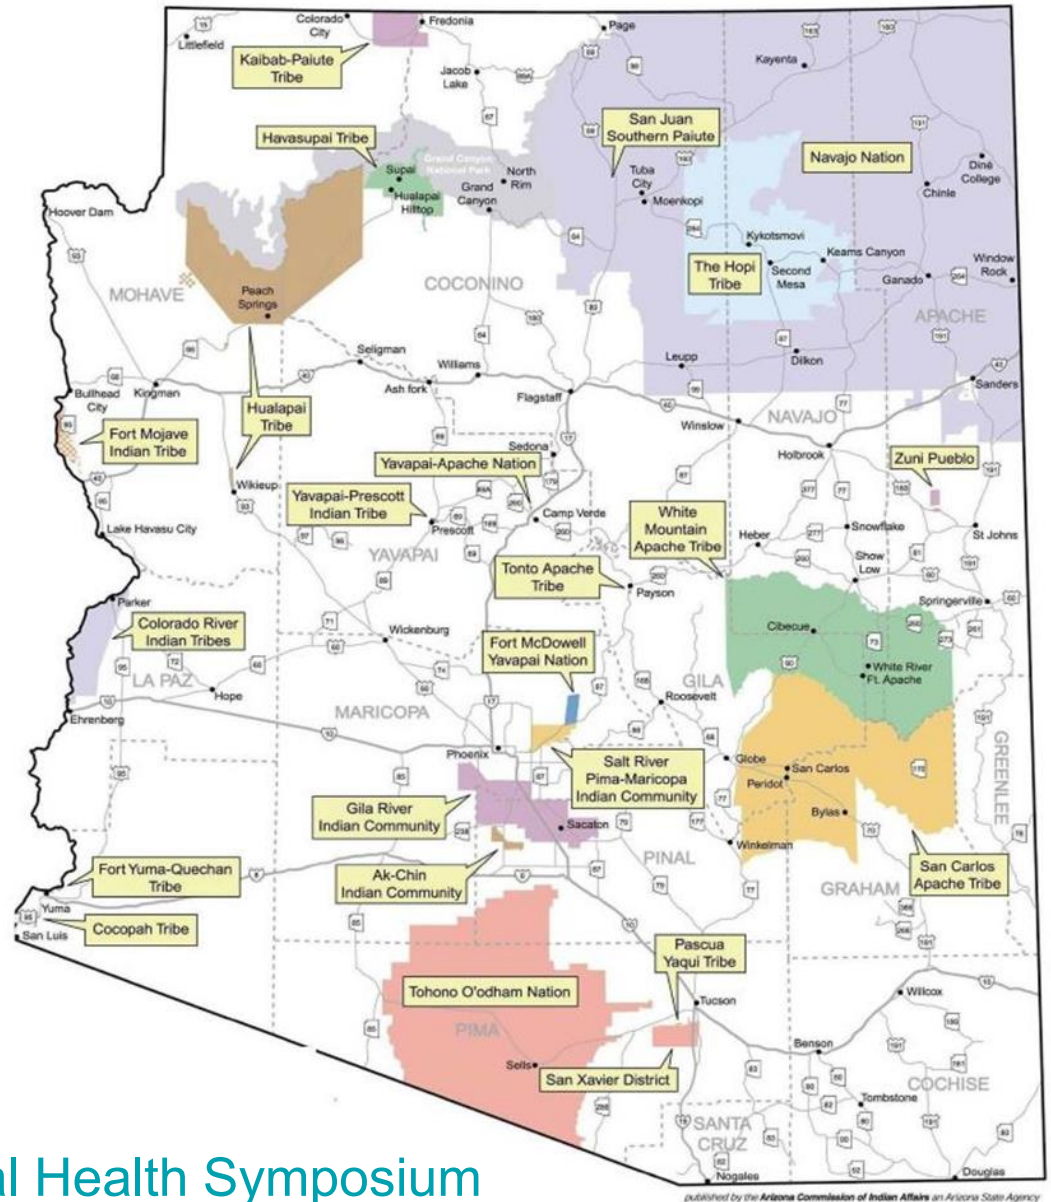 Colorado
City
Fredonia
Page
Littlefield
Kaibab-Paiute
Tribe
Jacob
Lake
Kayenta
San Juan
Southern Paiute
Havasupai Tribe
Grand Canyon
National Park
Supai
Hualapai
Hilltop
North
Rim
Grand
Canyon
Tuba
City
Moenkopi
Navajo Nation
Diné
College
Chinle
Hoover Dam
Kykotsmovi
Keams Canyon
The Hopi
Tribe
Second
Mesa
Window
Rock
Ganado
MOHAVE
Peach
Springs
COCONINO
APACHE
Seligman
Williams
Leupp
Dilkon
Bullhead
City
Kingman
Ash fork
Flagstaff
Sanders
Hualapai
Tribe
Winslow
NAVAJO
Fort Mojave
Indian Tribe
Sedona
Holbrook
Zuni Pueblo
Yavapai-Apache Nation
Wikieup
Yavapai-Prescott
Indian Tribe
Prescott
Camp Verde
White
Mountain
Apache Tribe
Lake Havasu City
YAVAPAI
Heber
Snowflake
St Johns
Show
Low
Tonto Apache
Tribe
Payson
Springerville
Parker
Colorado River
Indian Tribes
Wickenburg
Cibecue
Fort McDowell
Yavapai Nation
White River
Ft. Apache
LA PAZ
Hope
GILA
Roosevelt
Ehrenberg
MARICOPA
GREENLEE
Phoenix
Salt River
Pima-Maricopa
Indian Community
Globe
San Carlos
Peridot
Gila River
Indian Community
Sacaton
Bylas
PINAL
Winkelman
Ak-Chin
Indian Community
San Carlos
Apache Tribe
GRAHAM
Fort Yuma-Quechan
Tribe
Yuma
Cocopah Tribe
San Luis
Pascua
Yaqui Tribe
Tohono O'odham Nation
Tucson
Willcox
PIMA
Benson
Sells
San Xavier District
COCHISE
Tombstone
SANTA
CRUZ
Nogales
Douglas
al Health Symposium
published by the Arizona Commission of Indian Affairs an Arizona State Agency